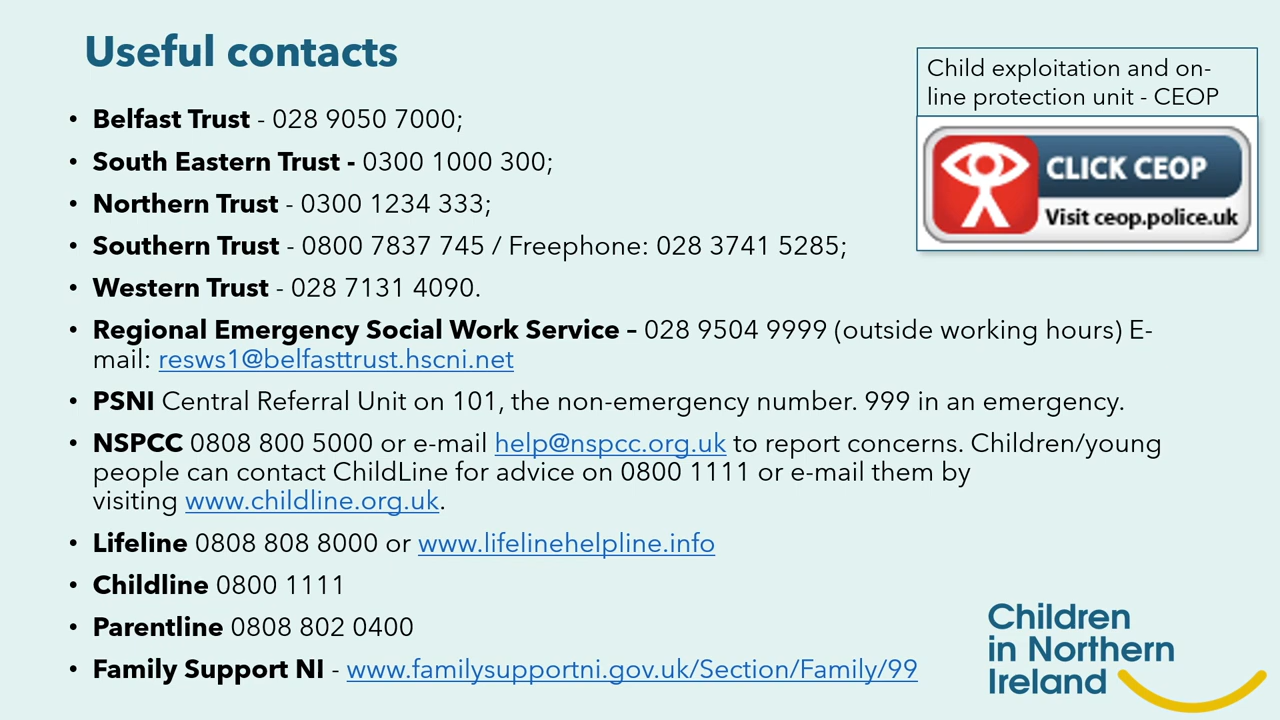 Useful contacts
Child exploitation and on-
line protection unit - CEOP
CLICK CEOP
Visit ceop.police.uk
• Belfast Trust - 028 9050 7000;
• South Eastern Trust - 0300 1000 300;
• Northern Trust - 0300 1234 333;
• Southern Trust - 0800 7837 745 / Freephone: 028 3741 5285;
• Western Trust - 028 7131 4090.
• Regional Emergency Social Work Service – 028 9504 9999 (outside working hours) E-
mail: resws1@belfasttrust.hscni.net
• PSNI Central Referral Unit on 101, the non-emergency number. 999 in an emergency.
• NSPCC 0808 800 5000 or e-mail help@nspcc.org.uk to report concerns. Children/young
people can contact ChildLine for advice on 0800 1111 or e-mail them by
visiting www.childline.org.uk.
• Lifeline 0808 808 8000 or www.lifelinehelpline.info
• Childline 0800 1111
• Parentline 0808 802 0400
• Family Support NI - www.familysupportni.gov.uk/Section/Family/99
Children
in Northern
Ireland